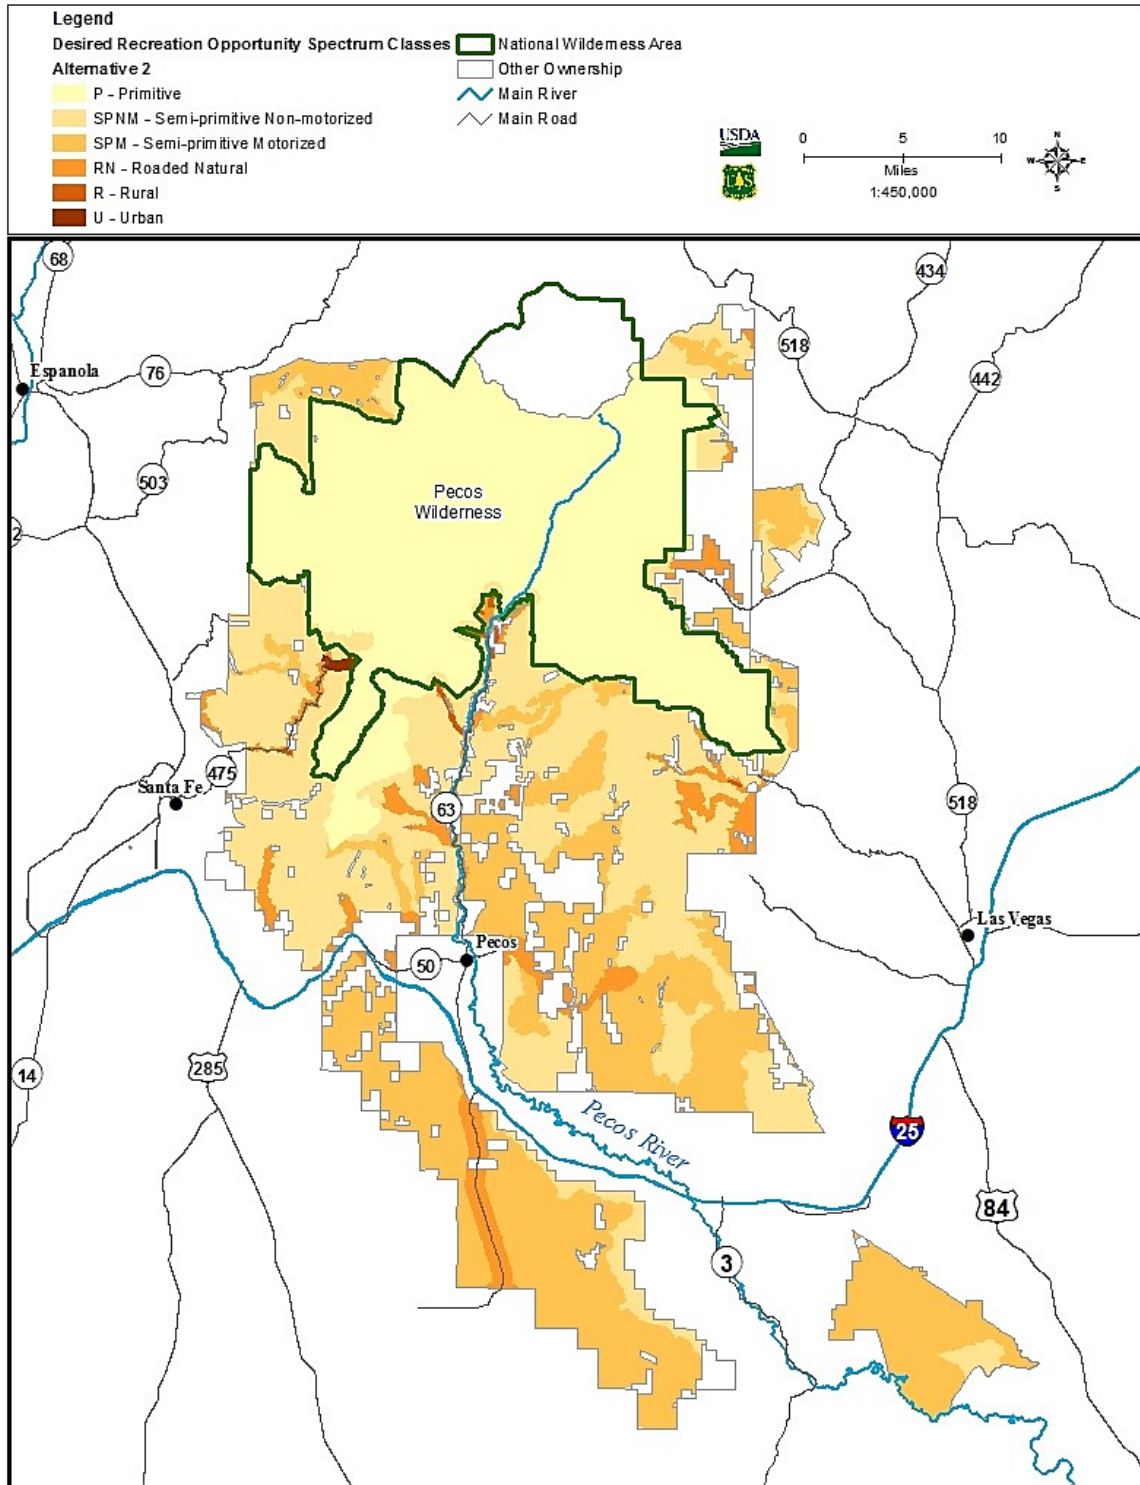 Legend
Desired Recreation Opportunity Spectrum Classes
Alternative 2
P - Primitive
SPNM - Semi-primitive Non-motorized
SPM - Semi-primitive Motorized
RN - Roaded Natural
R - Rural
U - Urban
National Wilderness Area
Other Ownership
Main River
Main Road
USDA
U S
0 5 10
Miles
1:450,000
N
W E
S
68
434
518
Espanola
76
442
503
Pecos
Wilderness
2
475
Santa Fe
63
518
Las Vegas
Pecos
50
285
14
Pecos River
25
84
3